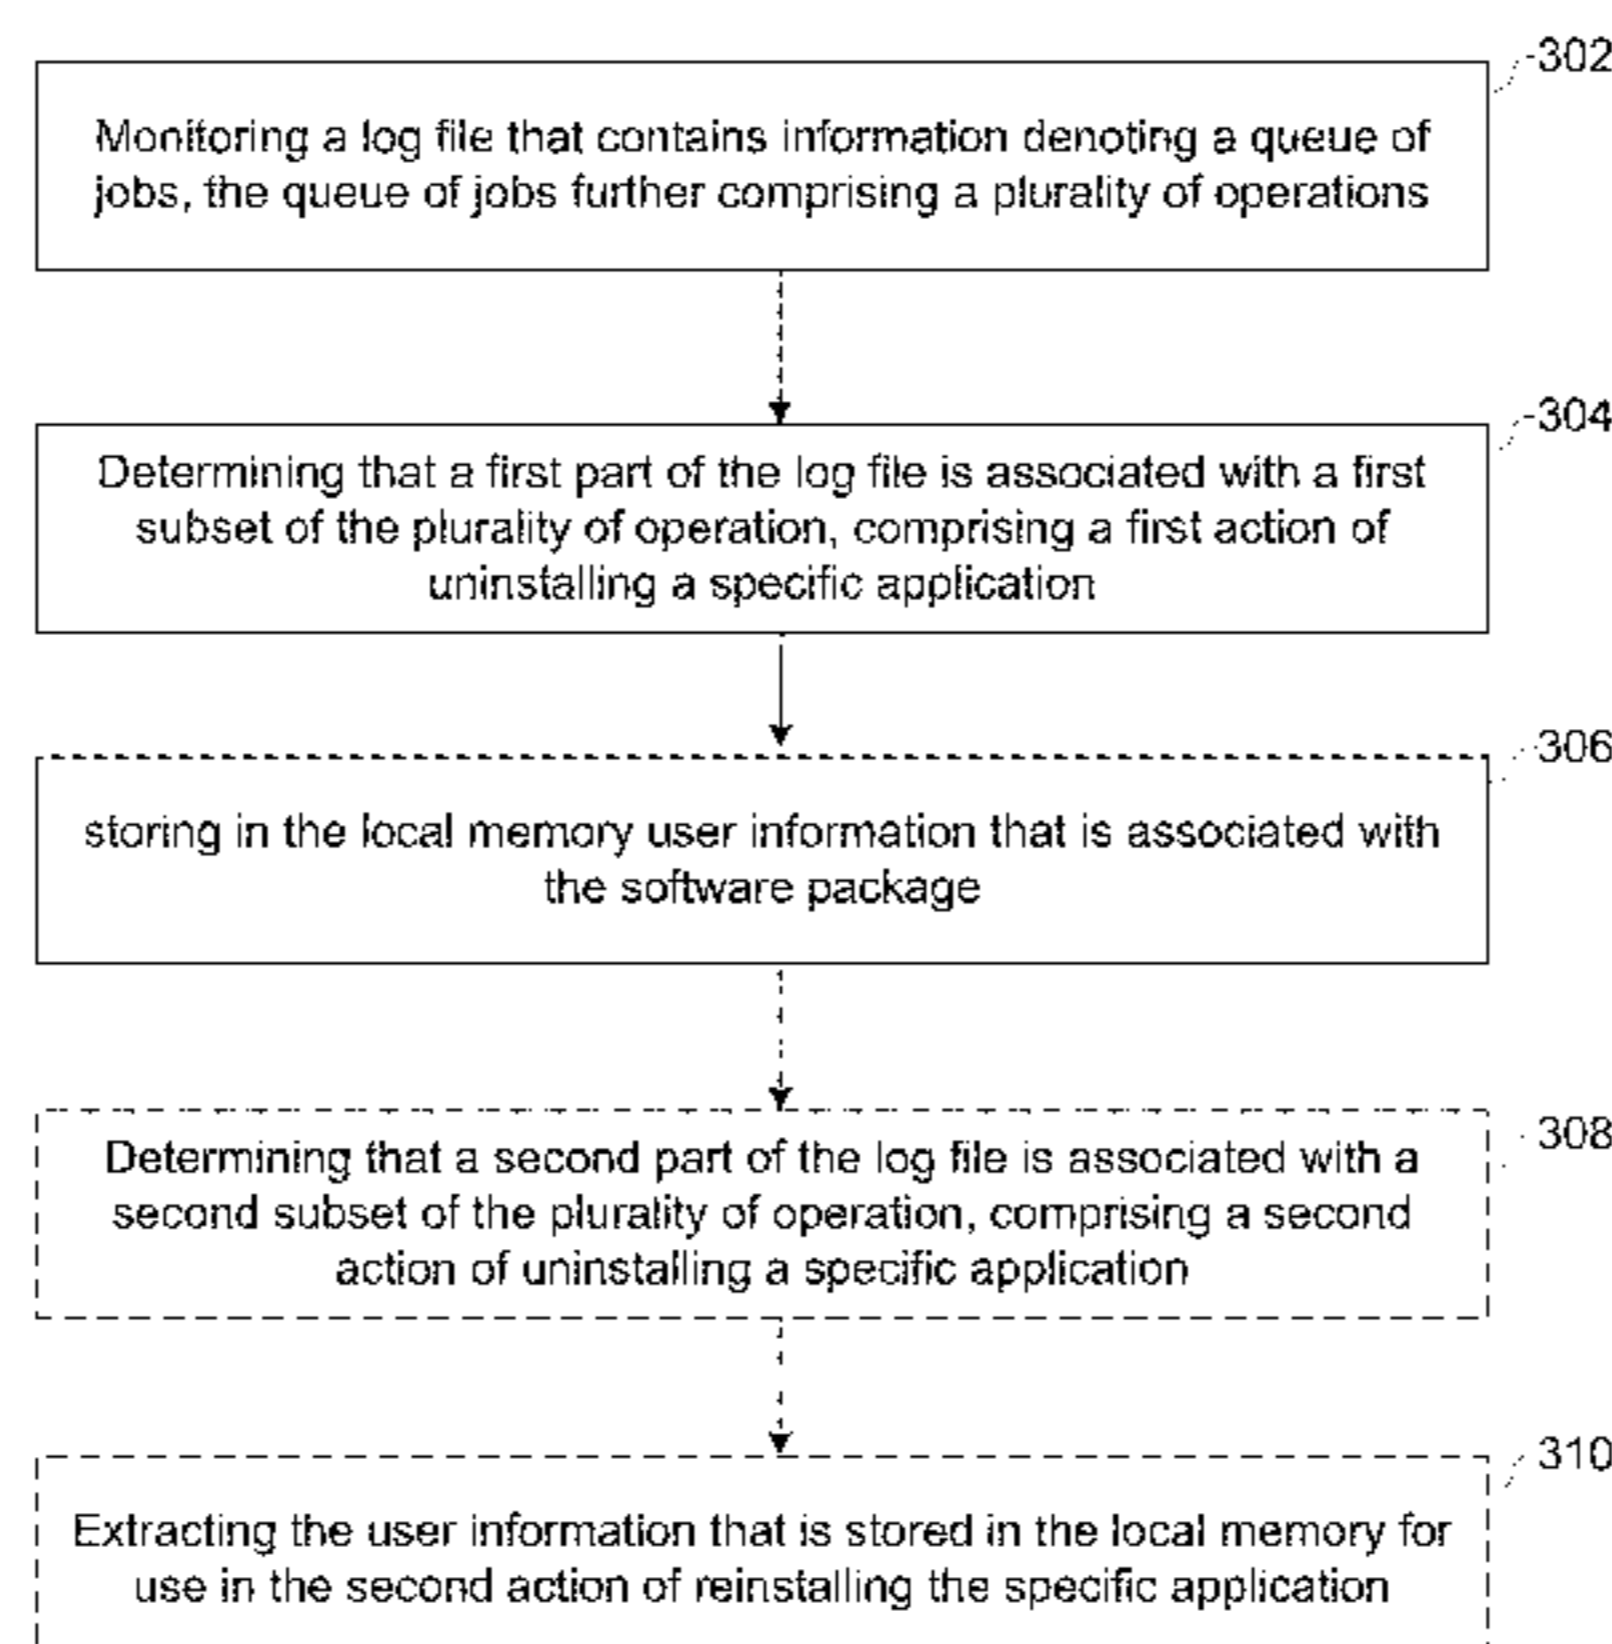 302
Monitoring a log file that contains information denoting a queue of
jobs, the queue of jobs further comprising a plurality of operations
304
Determining that a first part of the log file is associated with a first
subset of the plurality of operation, comprising a first action of
uninstalling a specific application
306
storing in the local memory user information that is associated with
the software package
308
Determining that a second part of the log file is associated with a
second subset of the plurality of operation, comprising a second
action of uninstalling a specific application
310
Extracting the user information that is stored in the local memory for
use in the second action of reinstalling the specific application